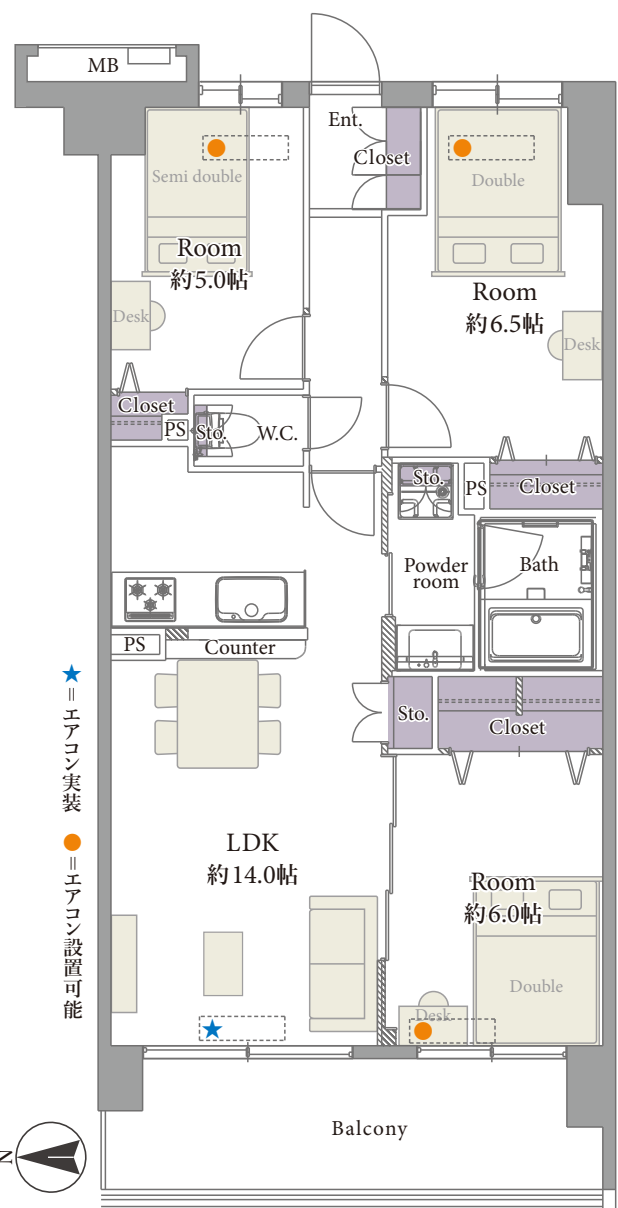 MB
Ent.
Closet
Semi double
Double
Room
約5.0帖
Room
約6.5帖
Desk
Desk
Closet
PS
Sto.
W.C.
Sto.
PS
Closet
Powder
room
Bath
PS
Counter
Sto.
Closet
★=エアコン実装 ●=エアコン設置可能
LDK
約14.0帖
Room
約6.0帖
Double
Desk
★
Balcony
N